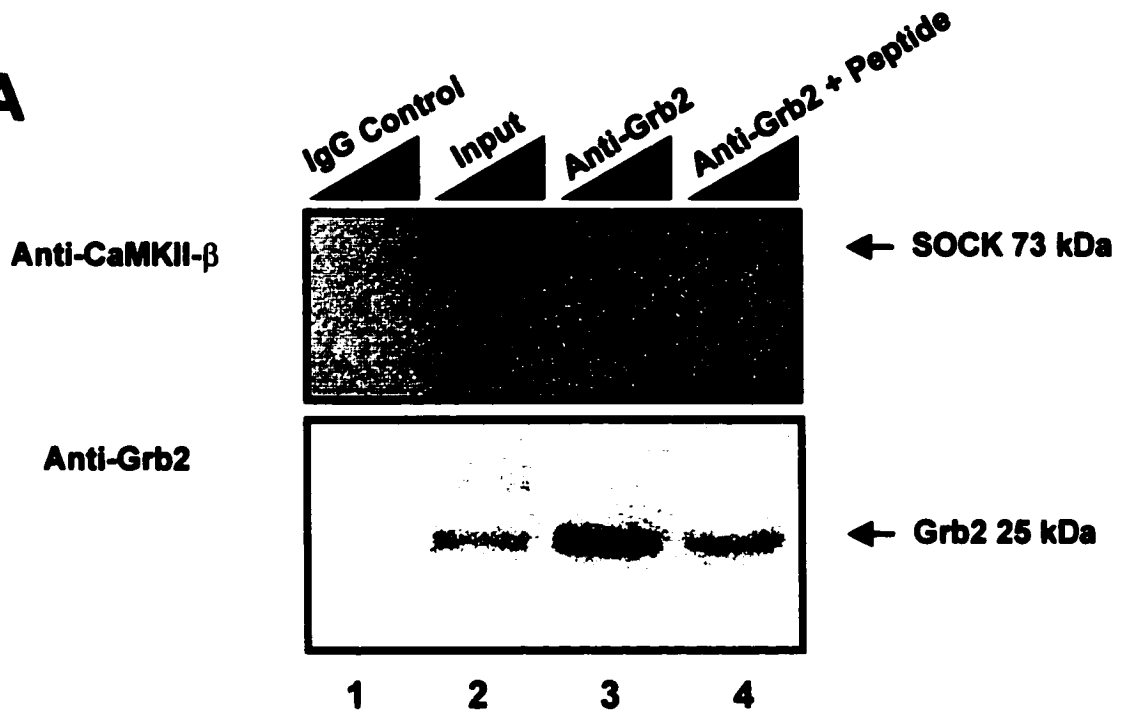 A
IgG Control
Input
Anti-Grb2
Anti-Grb2 + Peptide
Anti-CaMKII-β
SOCK 73 kDa
Anti-Grb2
Grb2 25 kDa
1 2 3 4